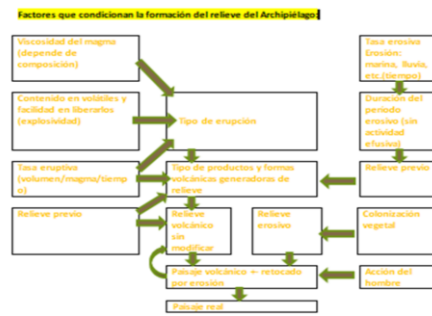 Factores que condicionan la formación del relieve del Archipiélago:
Viscosidad del magma
(depende de
composición)
Tasa erosiva
Erosión:
marina, lluvia,
etc.(tiempo)
Contenido en volátiles y
facilidad en liberarlos
(explosividad)
Tipo de erupción
Duración del
periodo
erosivo (sin
actividad
efusiva)
Tasa eruptiva
(volumen/magma/tiemp
o)
Tipo de productos y formas
volcánicas generadoras de
relieve
Relieve previo
Relieve previo
Relieve
volcánico
sin
modificar
Relieve
erosivo
Colonización
vegetal
Paisaje volcánico ← retocado
por erosión
Acción del
hombre
Paisaje real